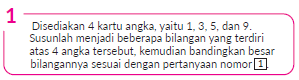 1
Disediakan 4 kartu angka, yaitu 1, 3, 5, dan 9.
Susunlah menjadi beberapa bilangan yang terdiri
atas 4 angka tersebut, kemudian bandingkan besar
bilangannya sesuai dengan pertanyaan nomor 1.